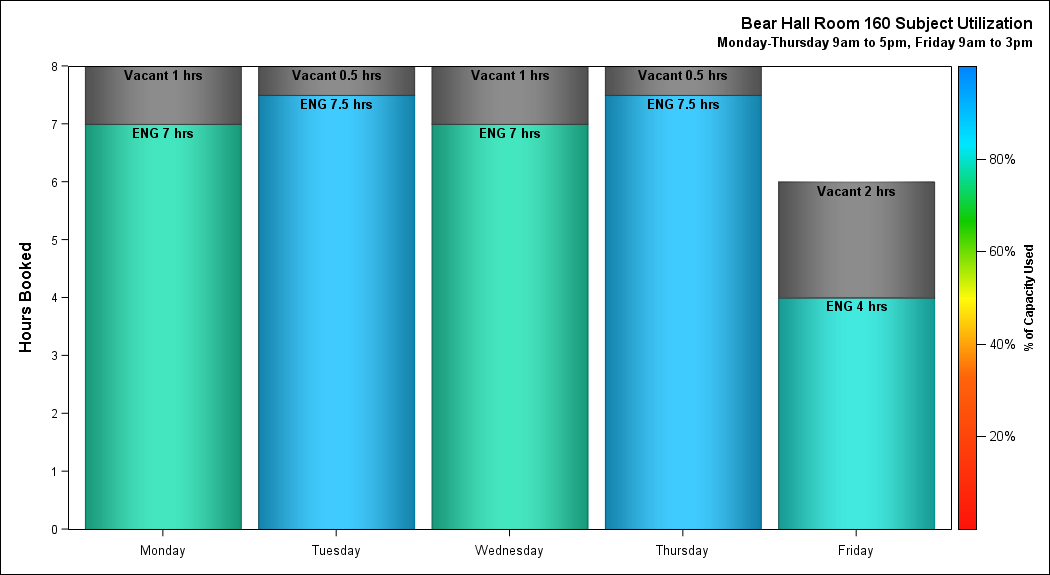 Bear Hall Room 160 Subject Utilization
Monday-Thursday 9am to 5pm, Friday 9am to 3pm
Hours Booked
8
7
6
5
4
3
2
1
0
Vacant 1 hrs
ENG 7 hrs
Vacant 0.5 hrs
ENG 7.5 hrs
Vacant 1 hrs
ENG 7 hrs
Vacant 0.5 hrs
ENG 7.5 hrs
Vacant 2 hrs
ENG 4 hrs
Monday
Tuesday
Wednesday
Thursday
Friday
80%
60%
40%
20%
% of Capacity Used